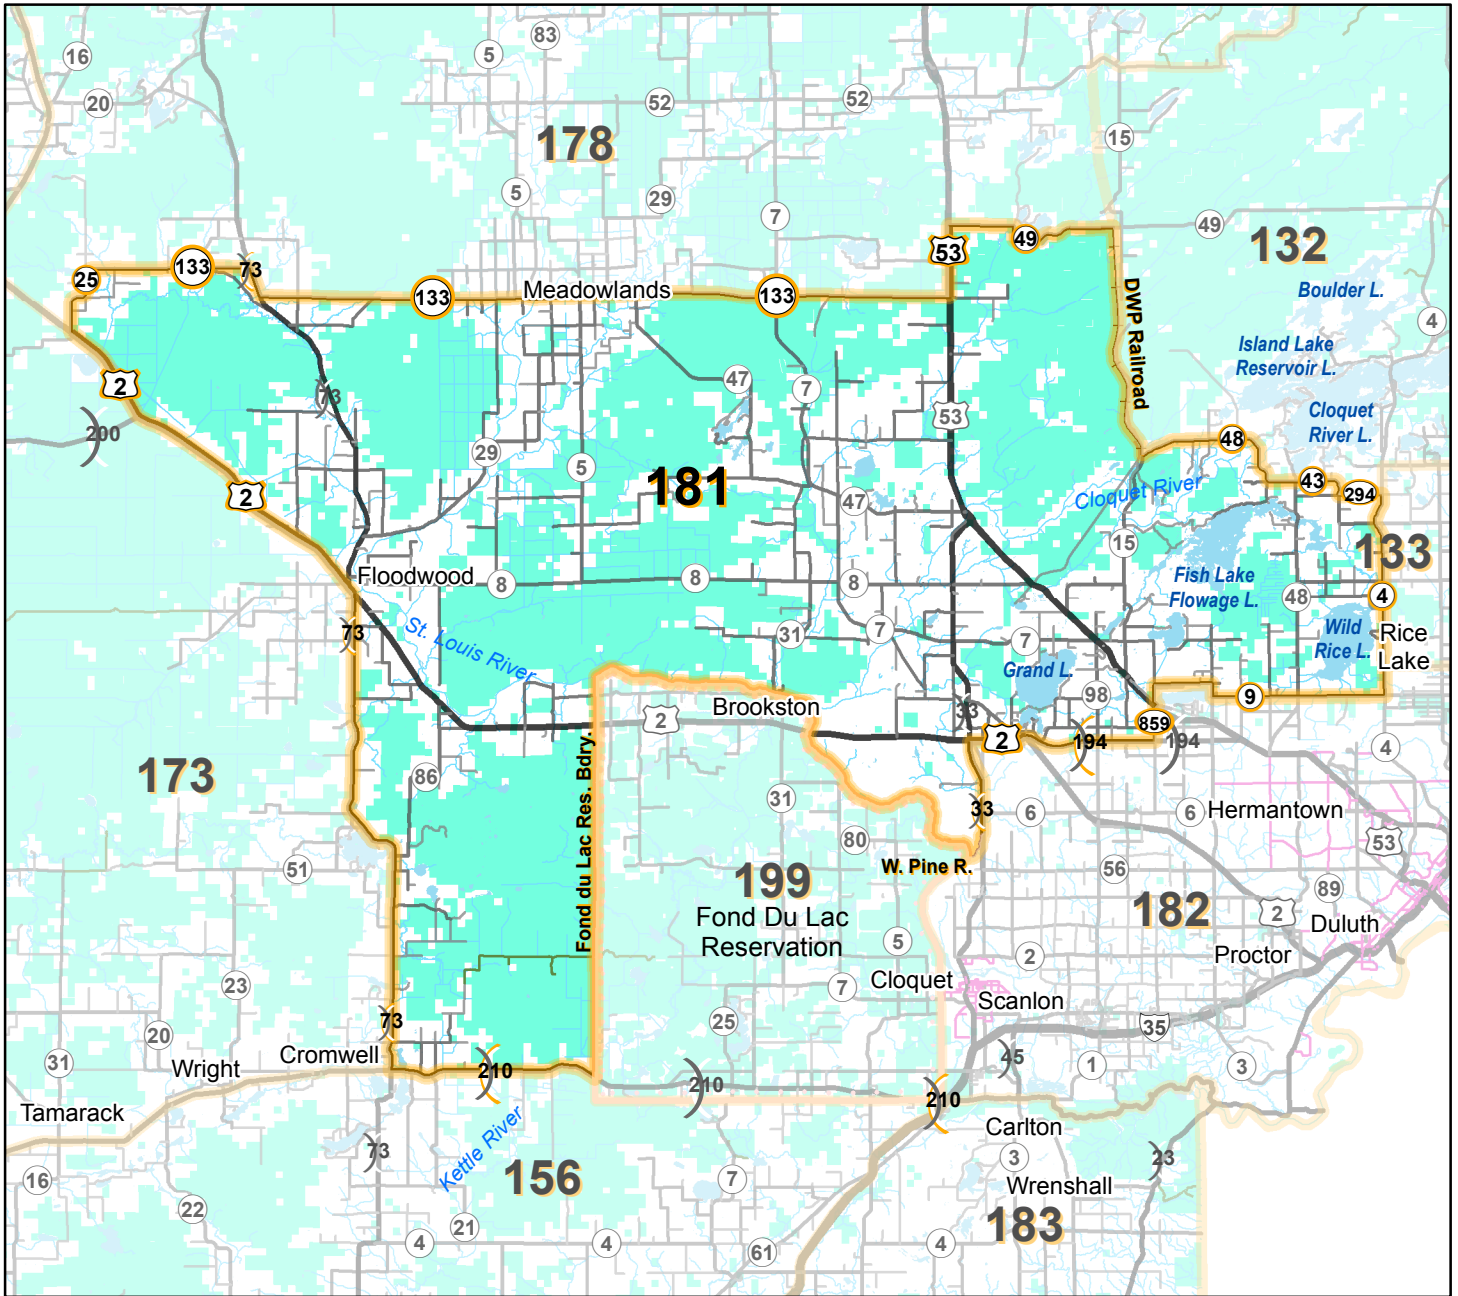 83
16
5
20
52
52
178
15
5
29
7
49
49
132
53
133
25
73
133
Meadowlands
133
DWP Railroad
Boulder L.
4
Island Lake
Reservoir L.
2
73
47
7
53
Cloquet
River L.
200
48
29
5
181
43
2
47
Cloquet River
294
15
133
Floodwood
8
8
8
Fish Lake
Flowage L.
48
4
73
St. Louis River
31
7
7
Wild
Rice L.
Rice
Lake
Grand L.
98
9
Brookston
2
33
2
194
859
194
4
Fond du Lac Res. Bdry.
173
86
31
33
6
6
Hermantown
80
53
51
W. Pine R.
56
199
Fond Du Lac
Reservation
182
89
2
Duluth
5
2
Proctor
23
7
Cloquet
Scanlon
73
25
35
20
31
Wright
Cromwell
45
1
3
210
210
210
Tamarack
Carlton
73
Kettle River
3
23
16
156
7
Wrenshall
22
21
183
4
4
61
4